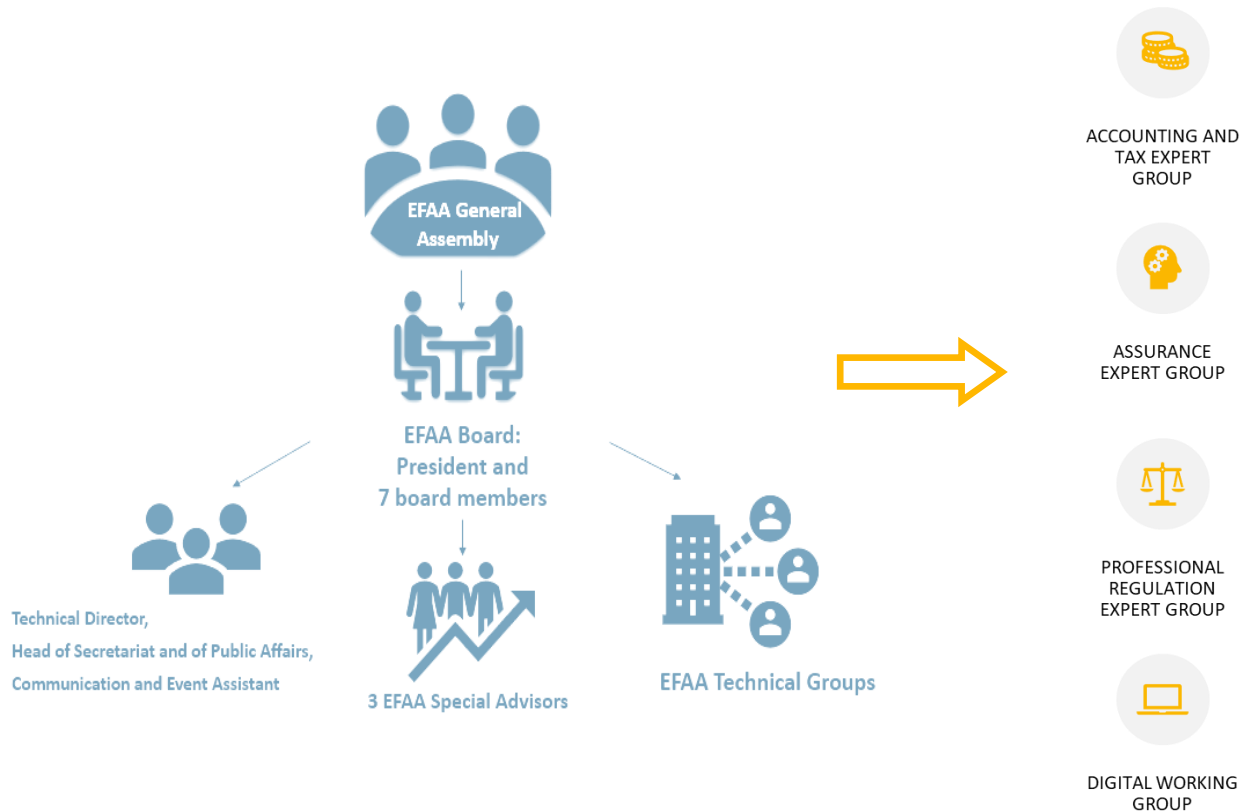 EFAA General
Assembly
EFAA Board:
President and
7 board members
Technical Director,
Head of Secretariat and of Public Affairs,
Communication and Event Assistant
3 EFAA Special Advisors
EFAA Technical Groups
ACCOUNTING AND
TAX EXPERT
GROUP
ASSURANCE
EXPERT GROUP
PROFESSIONAL
REGULATION
EXPERT GROUP
DIGITAL WORKING
GROUP